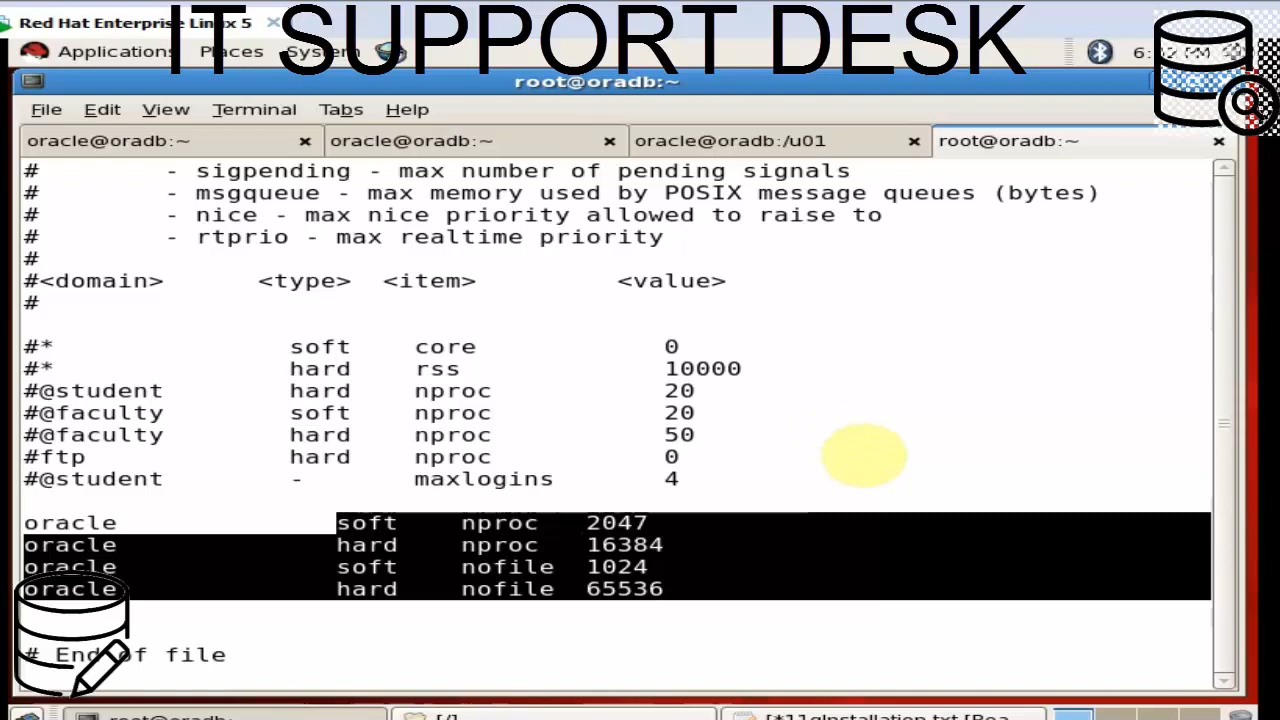 Red Hat Enterprise Linux 5
IT SUPPORT DESK
Applications Places System
root@oradb:~
File Edit View Terminal Tabs Help
oracle@oradb:~ oracle@oradb:~ oracle@oradb:/u01 root@oradb:~
# - sigpending - max number of pending signals
# - msgqueue - max memory used by POSIX message queues (bytes)
# - nice - max nice priority allowed to raise to
# - rtprio - max realtime priority
#
#<domain> <type> <item> <value>
#
#* soft core 0
#* hard rss 10000
#@student hard nproc 20
#@faculty soft nproc 20
#@faculty hard nproc 50
#ftp hard nproc 0
#@student - maxlogins 4
oracle soft nproc 2047
oracle hard nproc 16384
oracle soft nofile 1024
oracle hard nofile 65536
# End of file
root@oradb:~ [/]